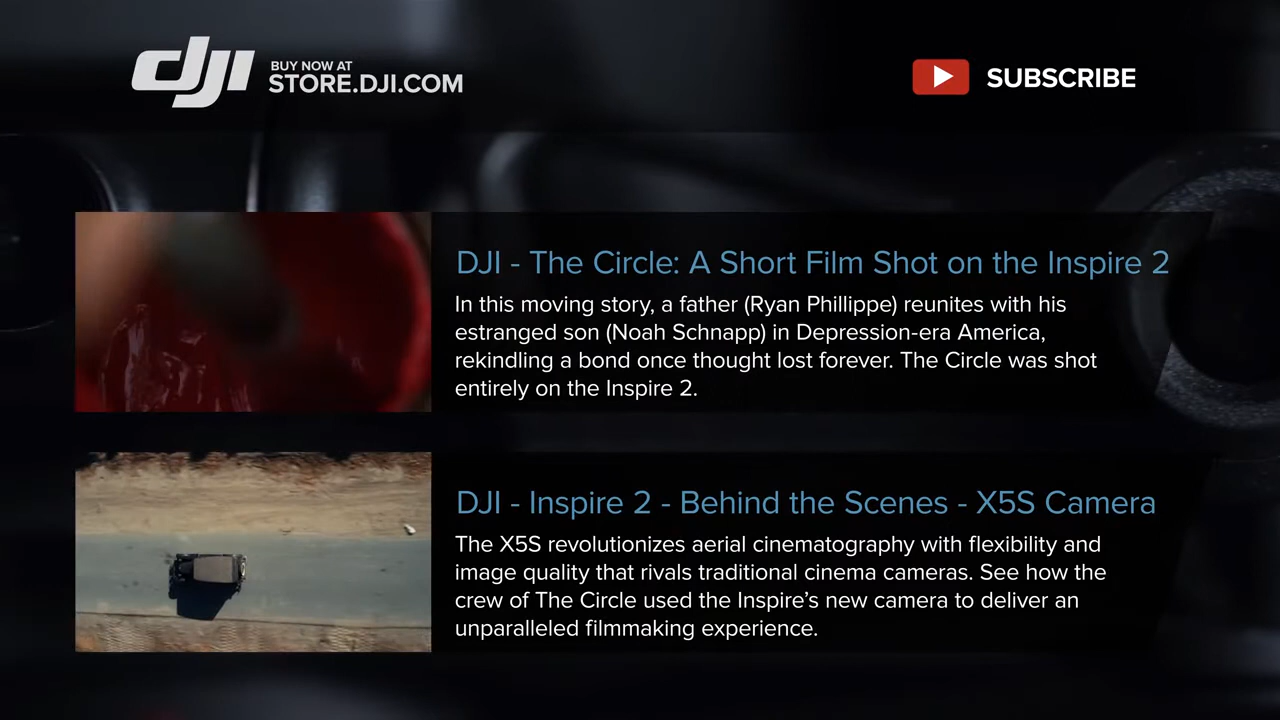 dji
BUY NOW AT
STORE.DJI.COM
SUBSCRIBE
DJI - The Circle: A Short Film Shot on the Inspire 2
In this moving story, a father (Ryan Phillippe) reunites with his
estranged son (Noah Schnapp) in Depression-era America,
rekindling a bond once thought lost forever. The Circle was shot
entirely on the Inspire 2.
DJI - Inspire 2 - Behind the Scenes - X5S Camera
The X5S revolutionizes aerial cinematography with flexibility and
image quality that rivals traditional cinema cameras. See how the
crew of The Circle used the Inspire’s new camera to deliver an
unparalleled filmmaking experience.